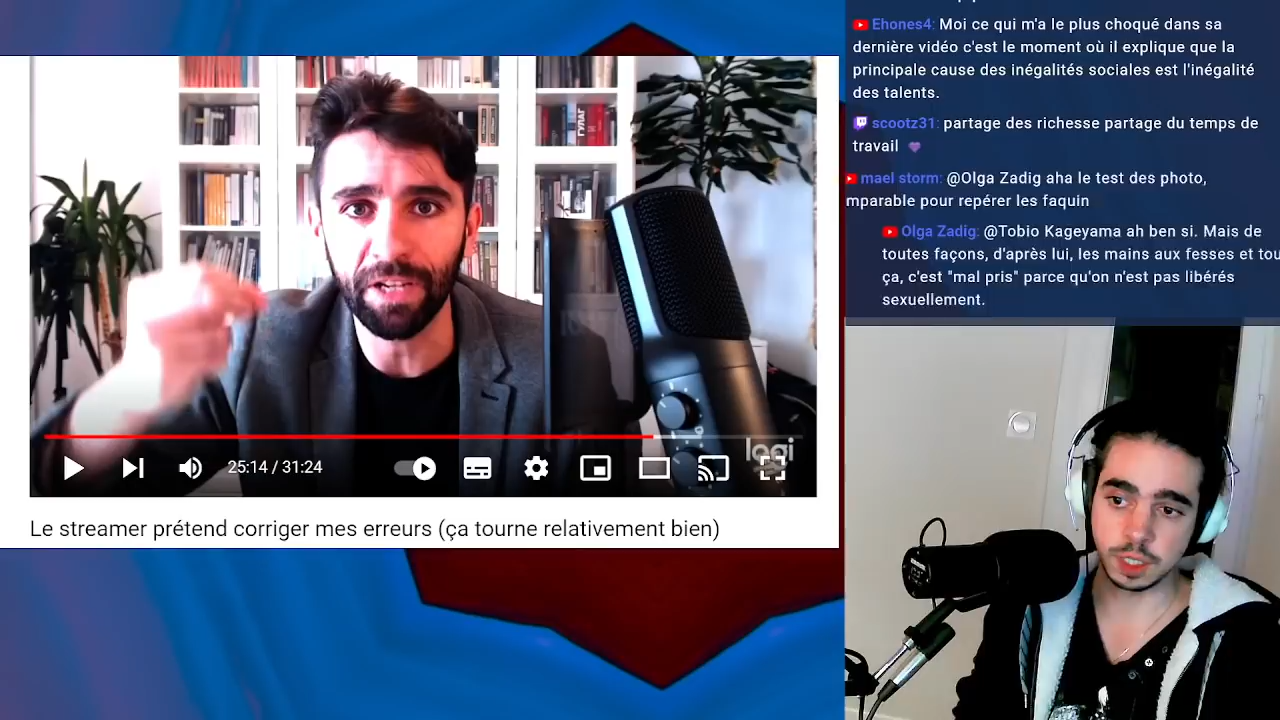 ГУЛАГ
logi
25:14 / 31:24
Le streamer prétend corriger mes erreurs (ça tourne relativement bien)
Ehones4: Moi ce qui m'a le plus choqué dans sa
dernière vidéo c'est le moment où il explique que la
principale cause des inégalités sociales est l'inégalité
des talents.
scootz31: partage des richesse partage du temps de
travail
mael storm: @Olga Zadig aha le test des photo,
mparable pour repérer les faquin
Olga Zadig: @Tobio Kageyama ah ben si. Mais de
toutes façons, d'après lui, les mains aux fesses et tou
ça, c'est "mal pris" parce qu'on n'est pas libérés
sexuellement.